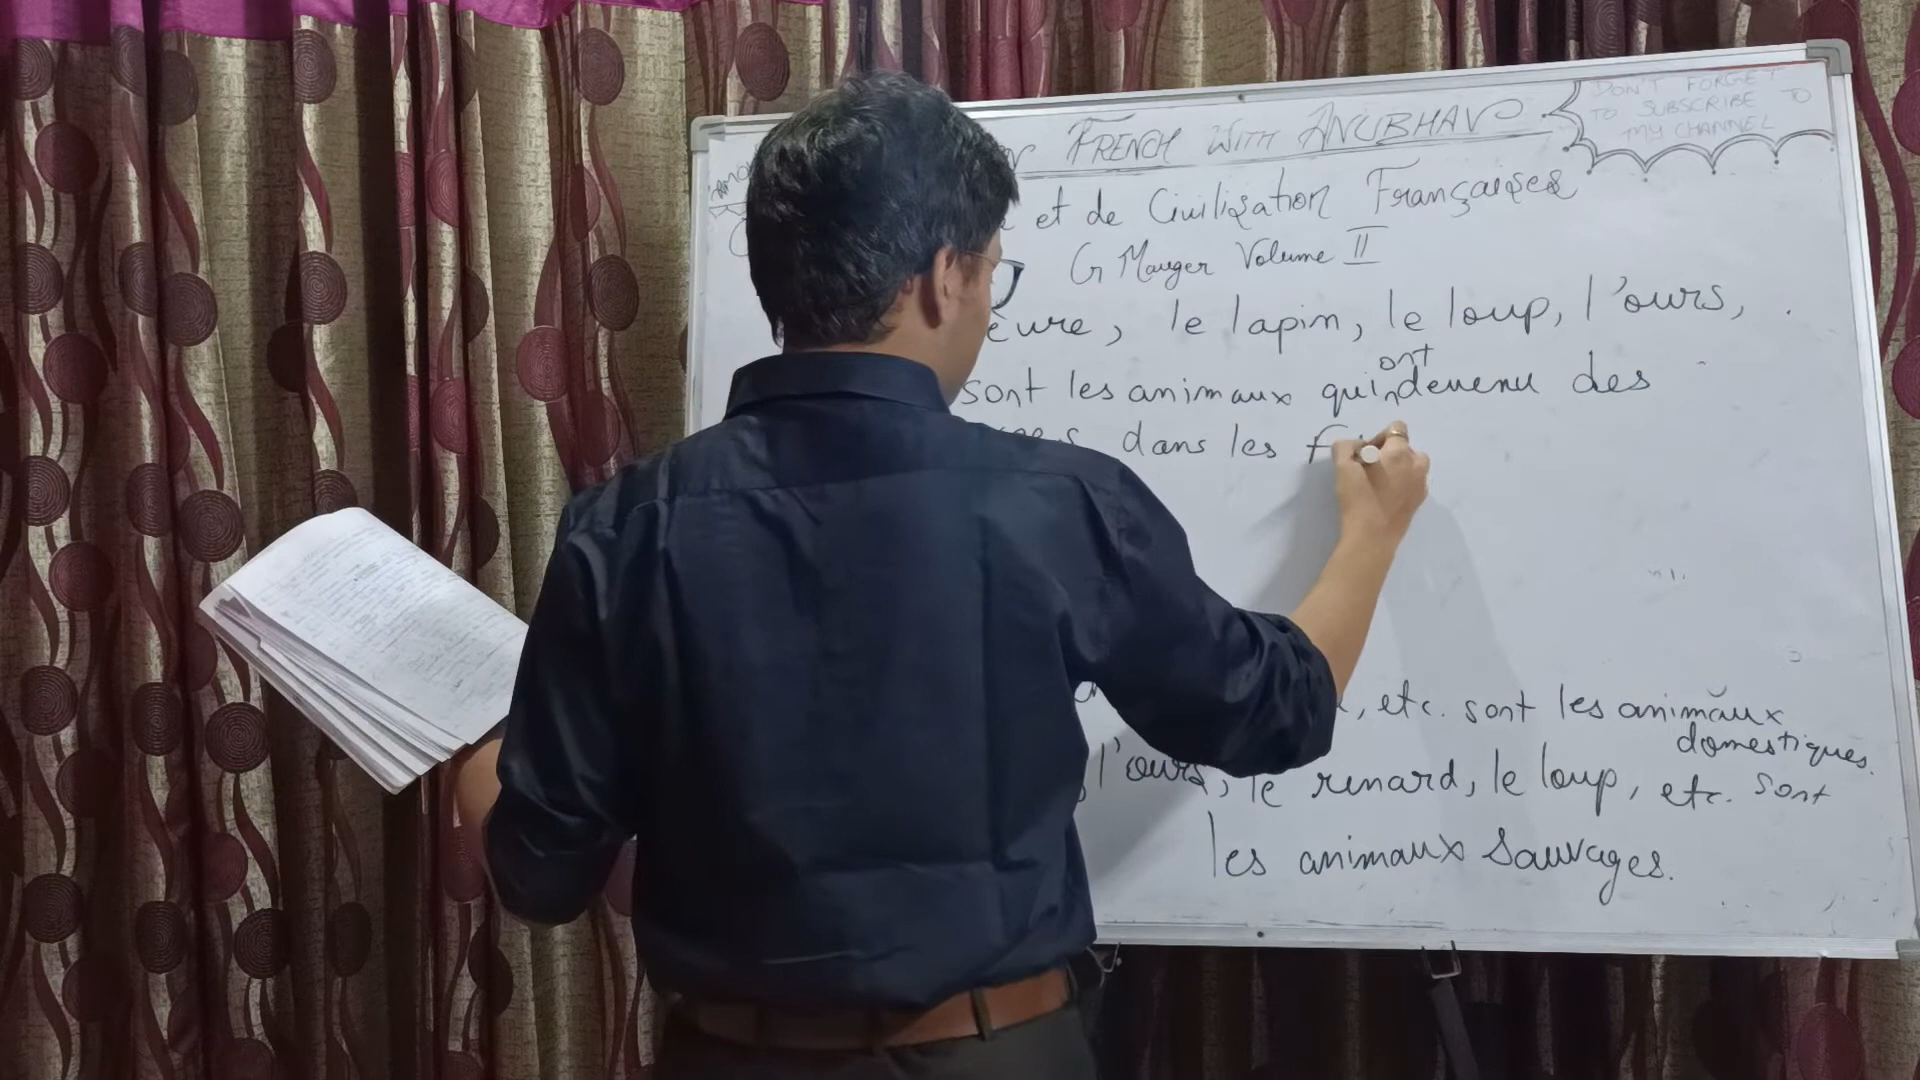 FRENCH WITH ANUBHAV
DON'T FORGET
TO SUBSCRIBE TO
MY CHANNEL
et de Civilisation Françaises
G Mauger Volume II
le lapin, le loup, l'ours,
sont les animaux qui ont devenu des
dans les
, etc. sont les animaux
domestiques.
l'ours, le renard, le loup, etc. sont
les animaux sauvages.